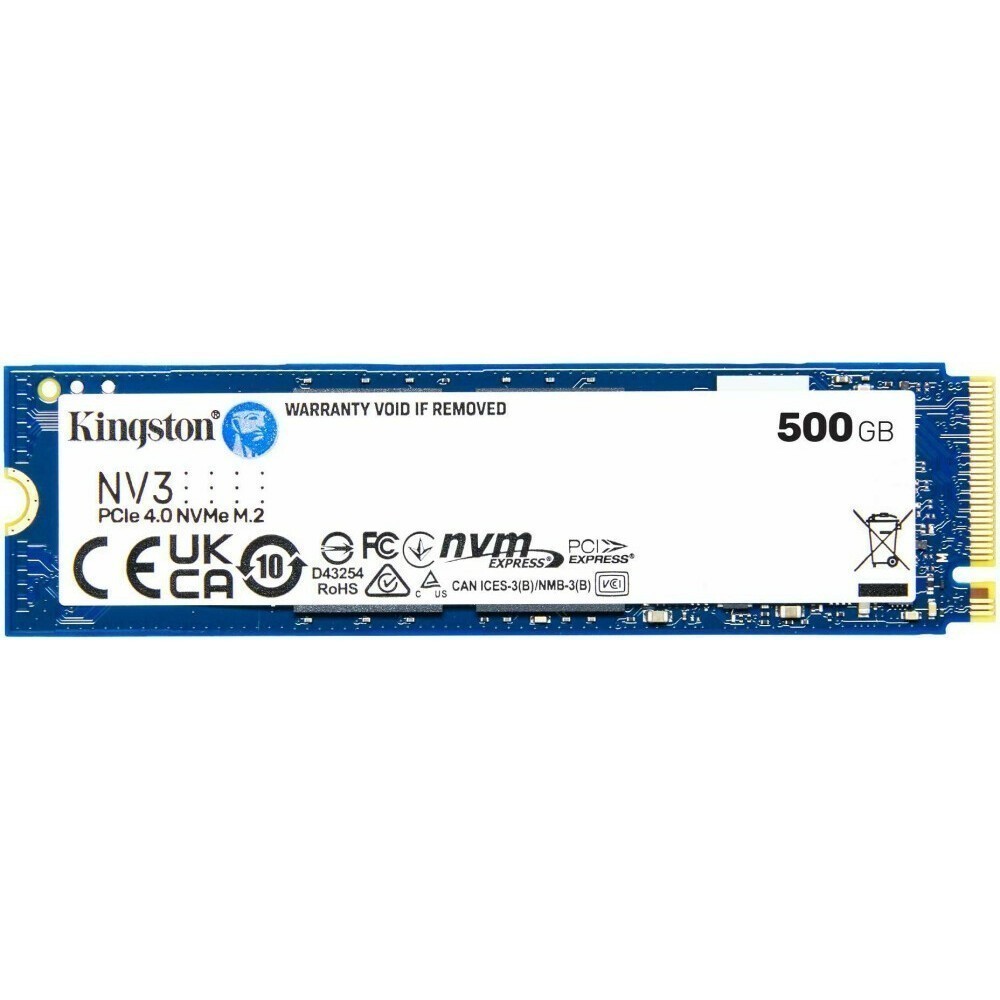 Kingston®
WARRANTY VOID IF REMOVED
500 GB
NV3
PCIe 4.0 NVMe M.2
CE
UK
CA
10
FC
nvm
EXPRESS®
PCI
EXPRESS®
D43254
RoHS
C US
CAN ICES-3(B)/NMB-3(B)
VCI
M